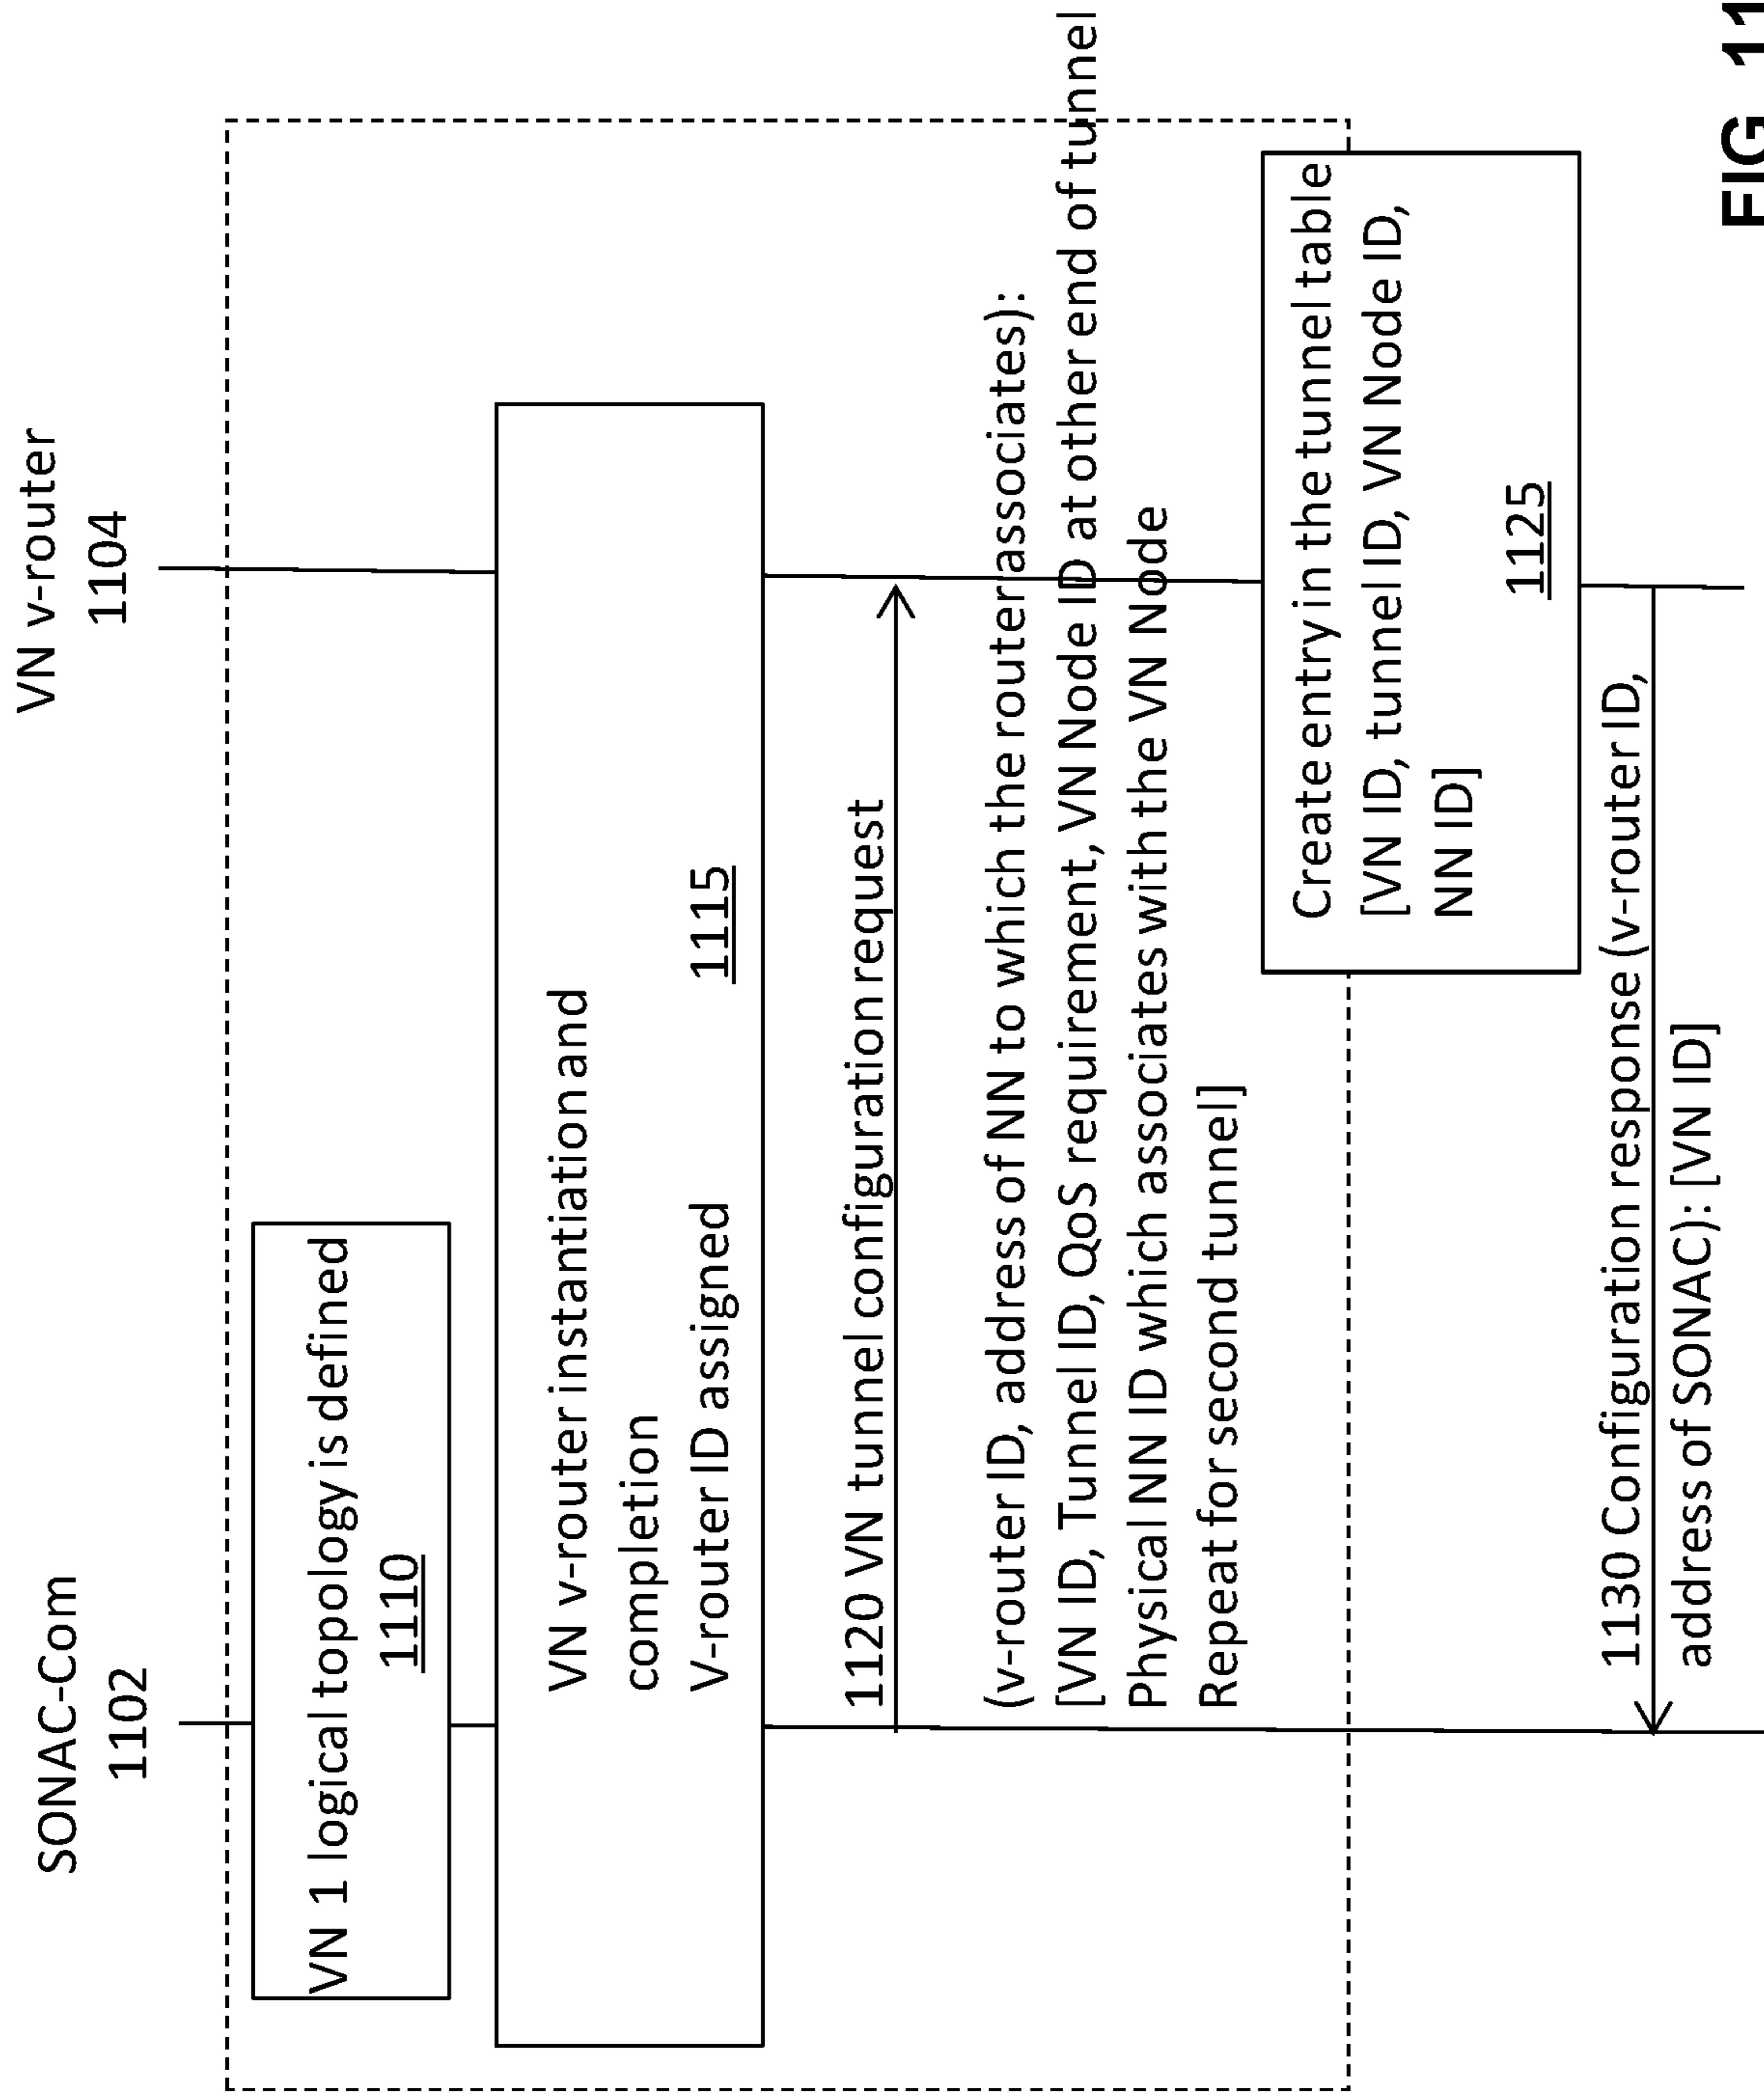 SONAC-Com
1102
VN v-router
1104
VN 1 logical topology is defined
1110
VN v-router instantiation and
completion
V-router ID assigned 1115
1120 VN tunnel configuration request
(v-router ID, address of NN to which the router associates):
[VN ID, Tunnel ID, QoS requirement, VN Node ID at other end of tunnel
Physical NN ID which associates with the VN Node
Repeat for second tunnel]
Create entry in the tunnel table
[VN ID, tunnel ID, VN Node ID,
NN ID]
1125
1130 Configuration response (v-router ID,
address of SONAC): [VN ID]
FIG 11